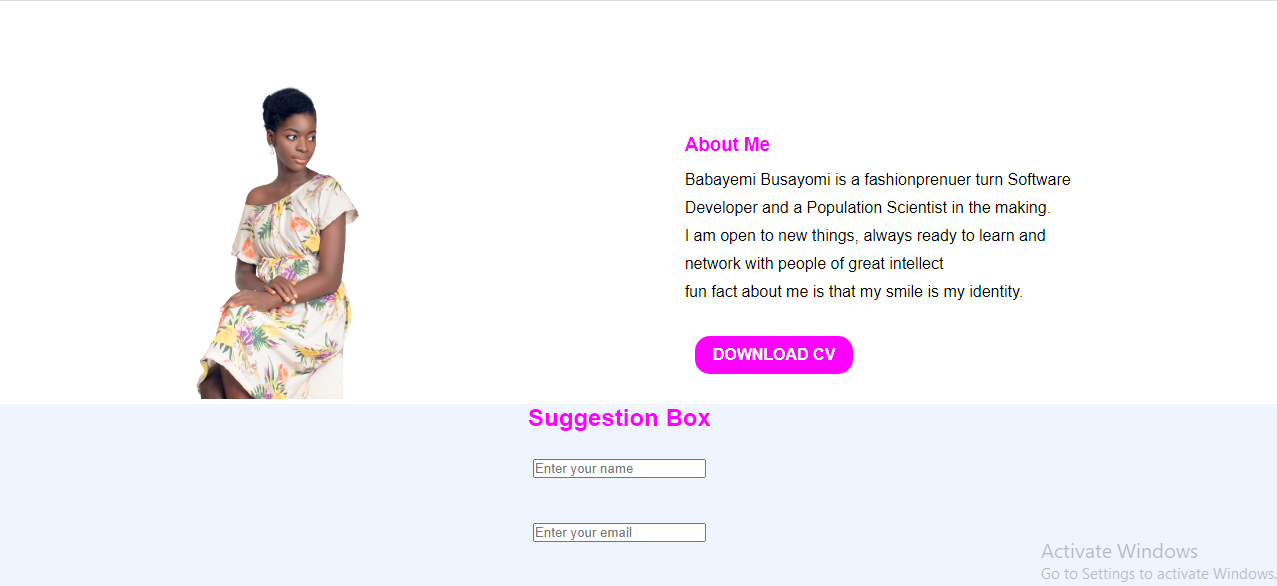 About Me
Babayemi Busayomi is a fashionprenuer turn Software
Developer and a Population Scientist in the making.
I am open to new things, always ready to learn and
network with people of great intellect
fun fact about me is that my smile is my identity.
DOWNLOAD CV
Suggestion Box
Enter your name
Enter your email
Activate Windows
Go to Settings to activate Windows.